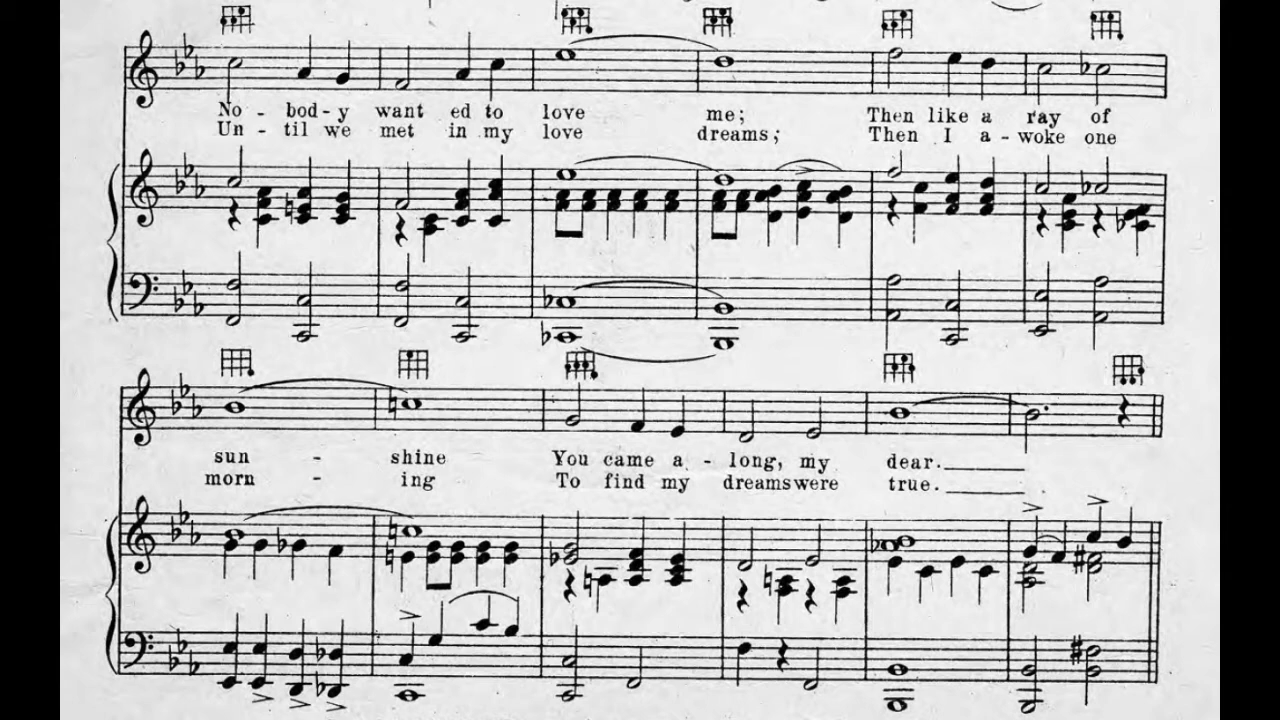 No - bod - y want ed to love me; Then like a ray of
Un - til we met in my love dreams; Then I a - woke one
sun - shine You came a - long, my dear.
morn - ing To find my dreams were true.